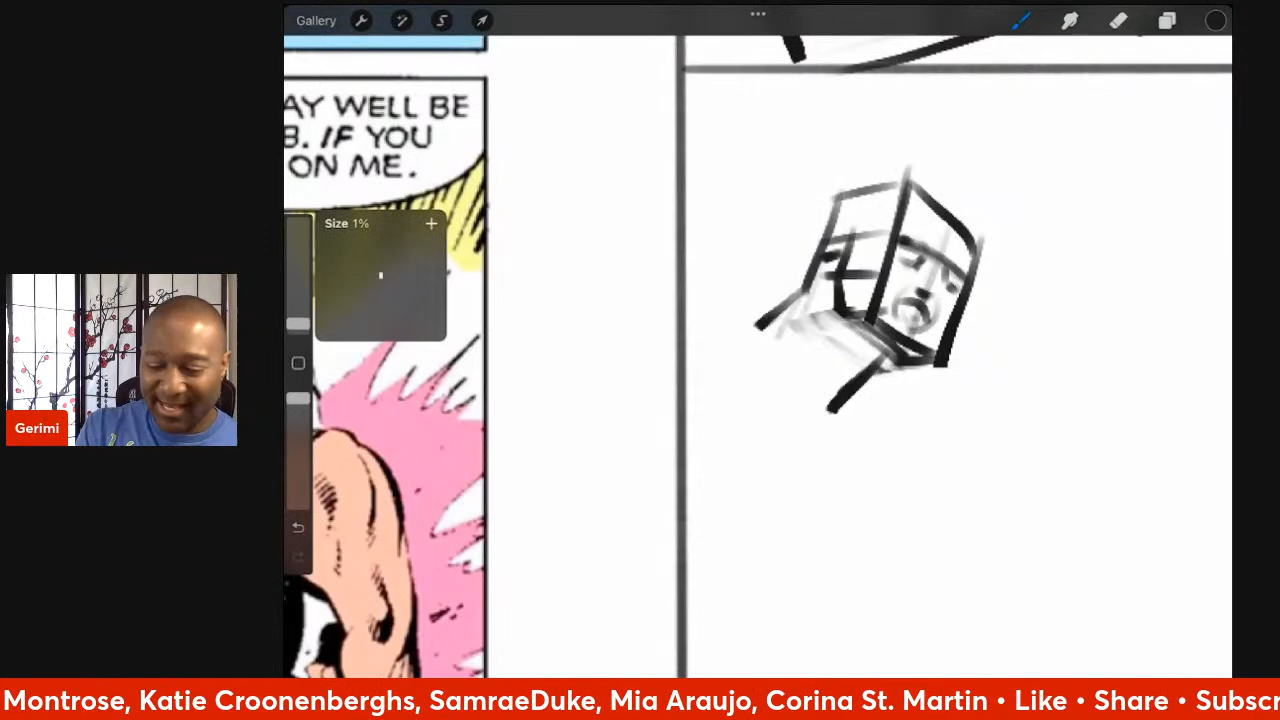 Gallery
AY WELL BE
B. IF YOU
ON ME.
Size 1%
Gerimi
Montrose, Katie Croonenberghs, SamraeDuke, Mia Araujo, Corina St. Martin • Like • Share • Subscr